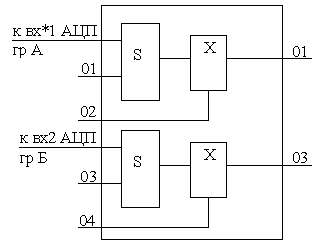 к вх*1 АЦП
гр А
01
02
S
X
01
к вх2 АЦП
гр Б
03
04
S
X
03